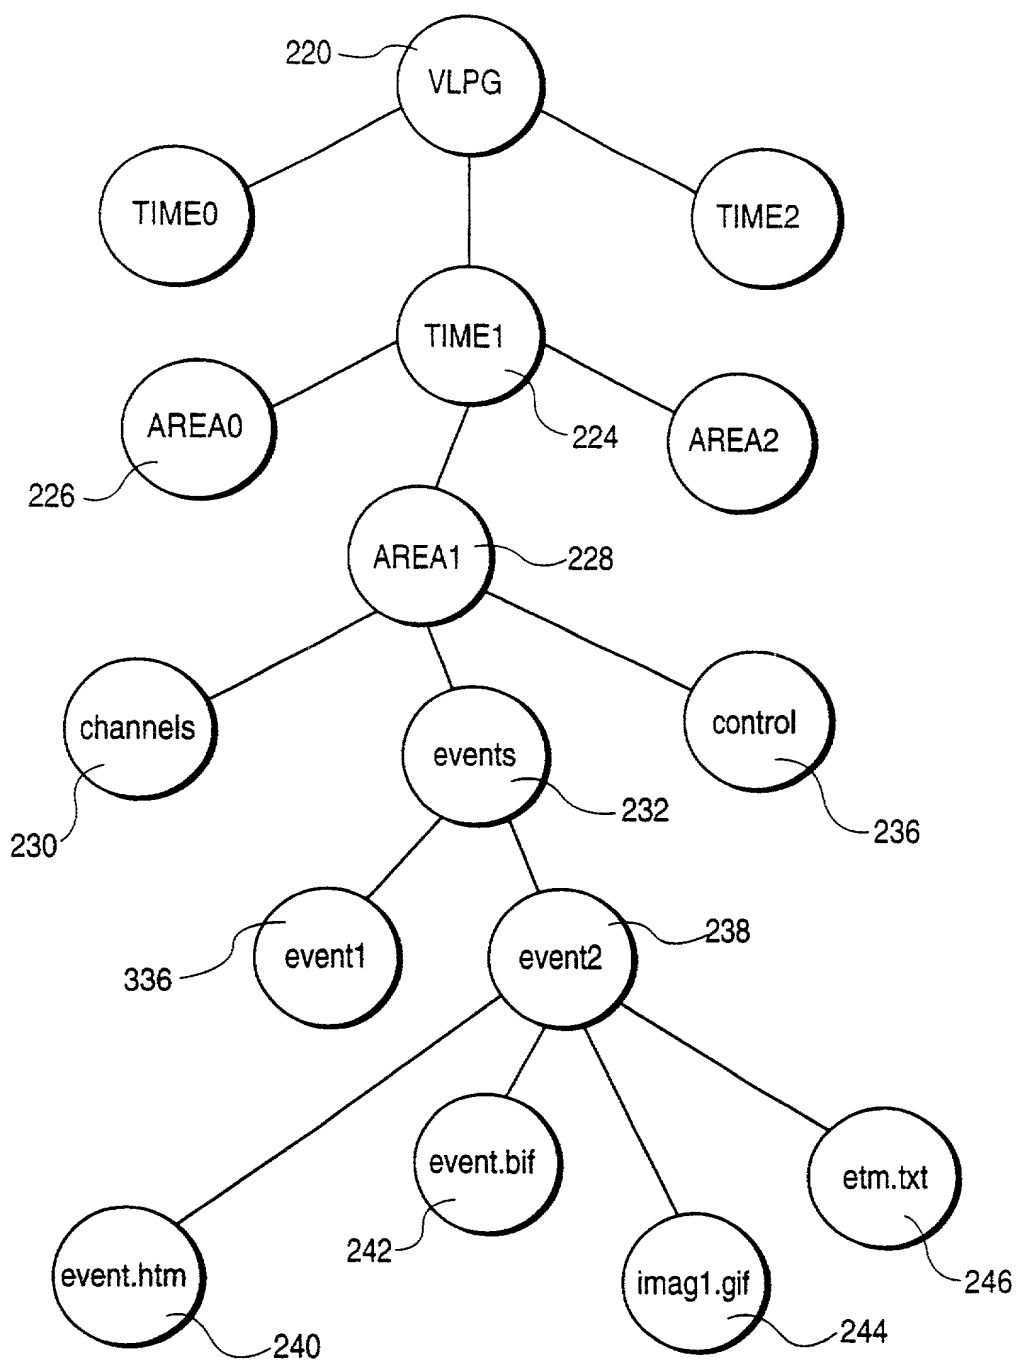 220
VLPG
TIME0
TIME2
TIME1
224
AREA0
226
AREA2
AREA1
228
channels
230
events
232
control
236
event1
336
event2
238
event.bif
242
etm.txt
246
event.htm
240
imag1.gif
244